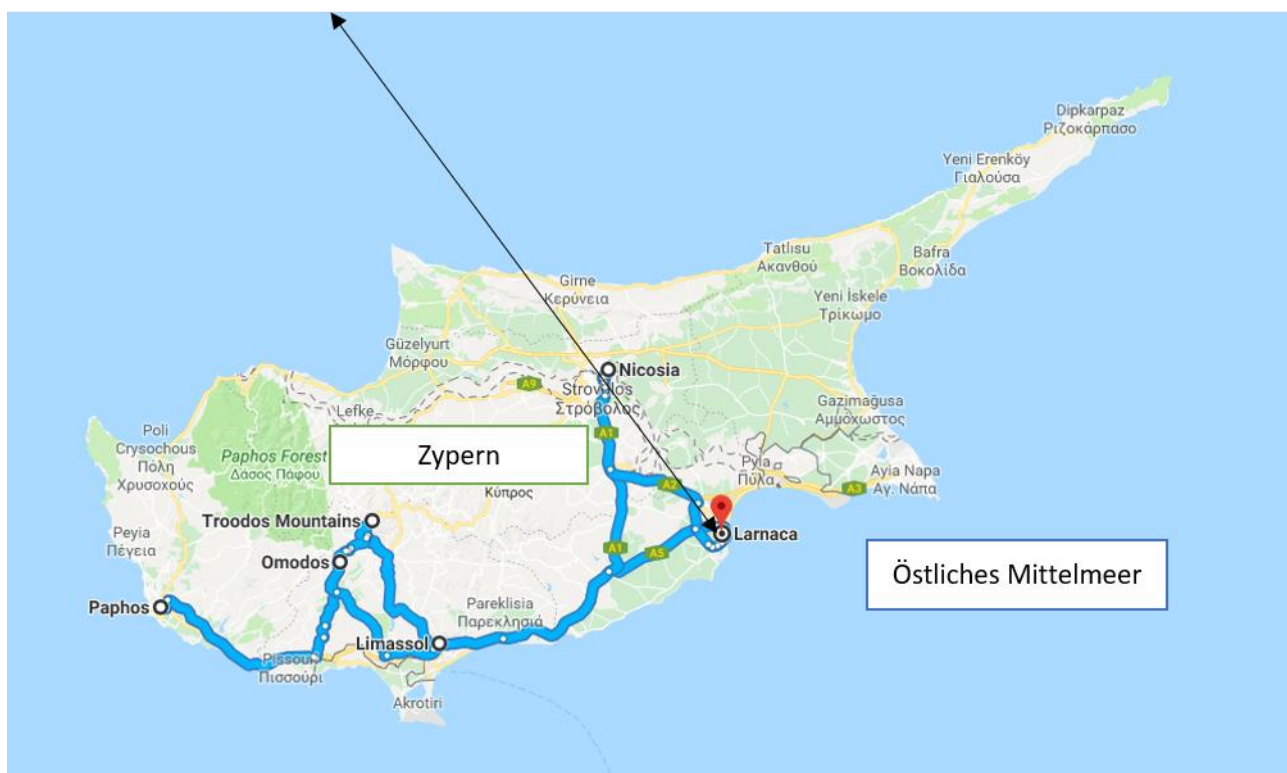 Dipkarpaz
Ριζοκάρπασο
Yeni Erenköy
Γιαλούσα
Tatlısu
Ακανθού
Bafra
Βοκολίδα
Girne
Κερύνεια
Yeni İskele
Τρίκωμο
Güzelyurt
Μόρφου
Nicosia
A9
Strovolos
Στρόβολος
Lefke
Gazimağusa
Αμμόχωστος
Poli
Crysochous
Πόλη
Χρυσοχούς
A1
Paphos Forest
Δάσος Πάφου
Zypern
Κύπρος
Pyla
Πύλα
Ayia Napa
Αγ. Νάπα
A2
A3
Troodos Mountains
Larnaca
Peyia
Πέγεια
A1
A5
Omodos
Östliches Mittelmeer
Paphos
Pareklisia
Παρεκλησιά
Limassol
Pissouri
Πισσούρι
Akrotiri